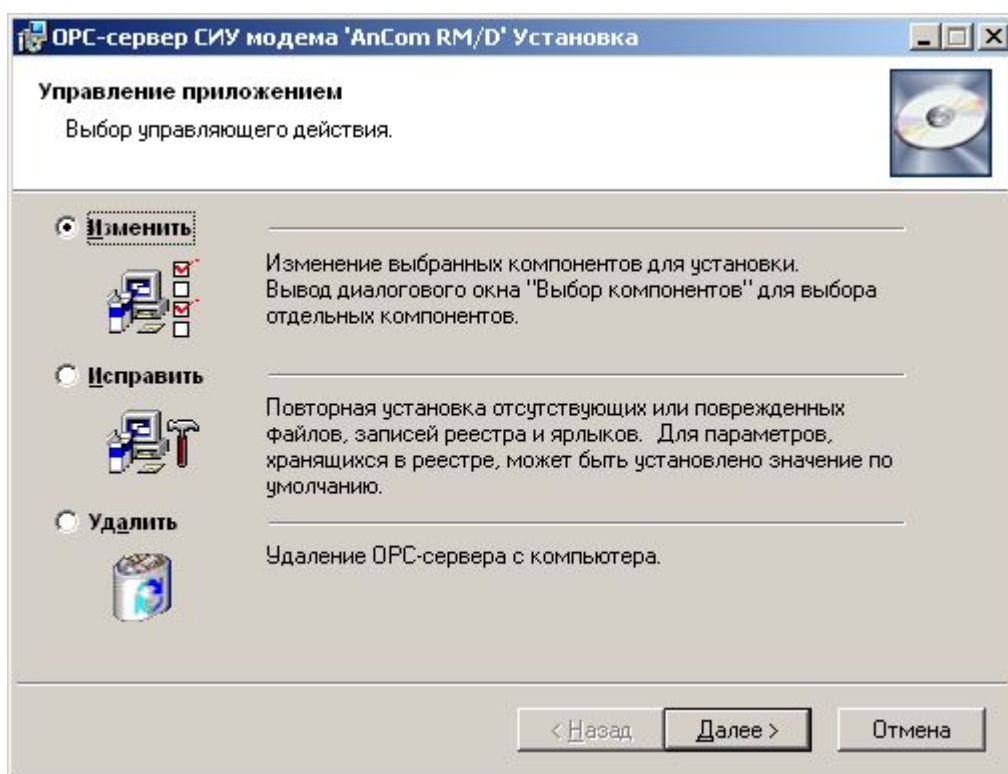 ОРС-сервер СИУ модема 'AnCom RM/D' Установка
Управление приложением
Выбор управляющего действия.
Изменить
Изменение выбранных компонентов для установки.
Вывод диалогового окна "Выбор компонентов" для выбора
отдельных компонентов.
Исправить
Повторная установка отсутствующих или поврежденных
файлов, записей реестра и ярлыков. Для параметров,
хранящихся в реестре, может быть установлено значение по
умолчанию.
Удалить
Удаление ОРС-сервера с компьютера.
< Назад
Далее >
Отмена